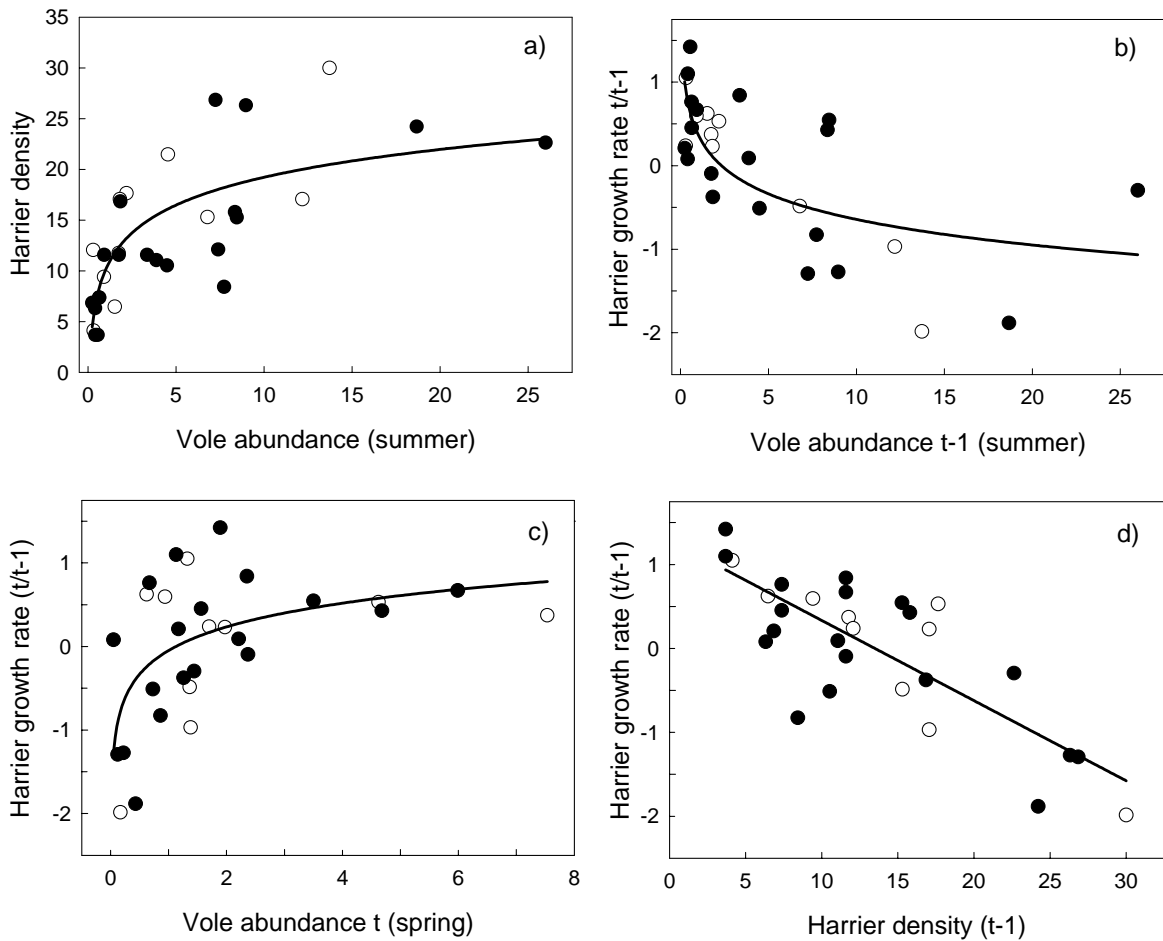 a)
Harrier density
35
30
25
20
15
10
5
0
0 5 10 15 20 25
Vole abundance (summer)
b)
Harrier growth rate t/t-1
1
0
-1
-2
0 5 10 15 20 25
Vole abundance t-1 (summer)
c)
Harrier growth rate (t/t-1)
1
0
-1
-2
0 2 4 6 8
Vole abundance t (spring)
d)
Harrier growth rate (t/t-1)
1
0
-1
-2
0 5 10 15 20 25 30
Harrier density (t-1)